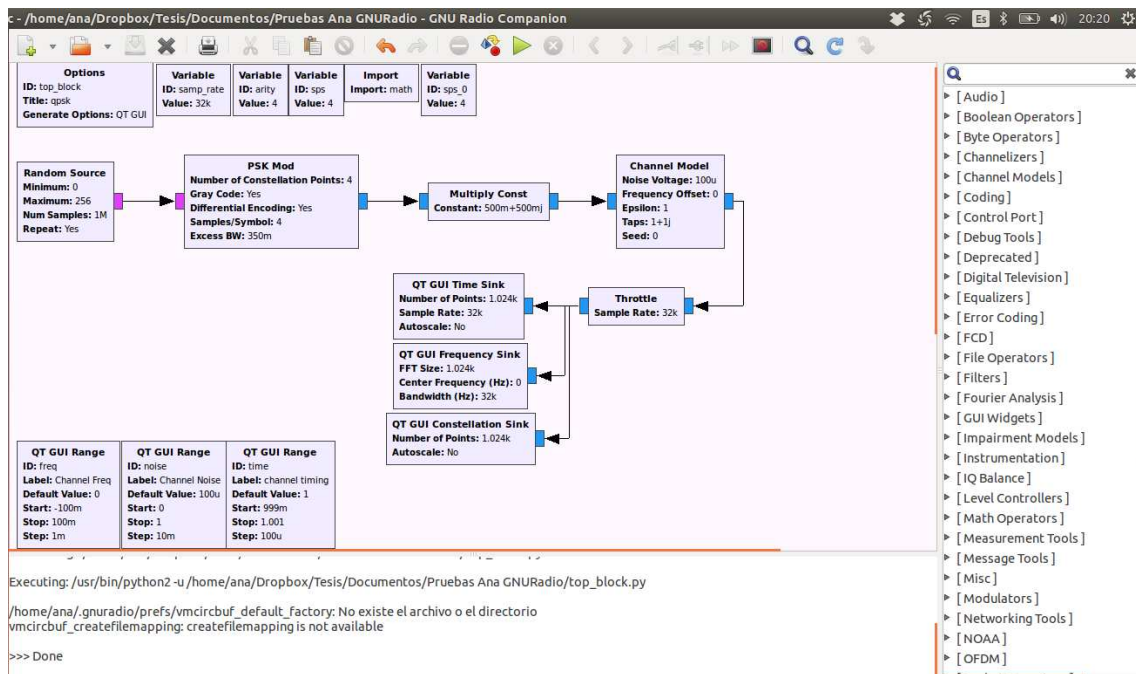 c - /home/ana/Dropbox/Tesis/Documentos/Pruebas Ana GNURadio - GNU Radio Companion
Es
20:20
Options
ID: top_block
Title: qpsk
Generate Options: QT GUI
Variable
ID: samp_rate
Value: 32k
Variable
ID: arity
Value: 4
Variable
ID: sps
Value: 4
Import
Import: math
Variable
ID: sps_0
Value: 4
Random Source
Minimum: 0
Maximum: 256
Num Samples: 1M
Repeat: Yes
PSK Mod
Number of Constellation Points: 4
Gray Code: Yes
Differential Encoding: Yes
Samples/Symbol: 4
Excess BW: 350m
Multiply Const
Constant: 500m+500mj
Channel Model
Noise Voltage: 100u
Frequency Offset: 0
Epsilon: 1
Taps: 1+1j
Seed: 0
QT GUI Time Sink
Number of Points: 1.024k
Sample Rate: 32k
Autoscale: No
Throttle
Sample Rate: 32k
QT GUI Frequency Sink
FFT Size: 1.024k
Center Frequency (Hz): 0
Bandwidth (Hz): 32k
QT GUI Constellation Sink
Number of Points: 1.024k
Autoscale: No
QT GUI Range
ID: freq
Label: Channel Freq
Default Value: 0
Start: -100m
Stop: 100m
Step: 1m
QT GUI Range
ID: noise
Label: Channel Noise
Default Value: 100u
Start: 0
Stop: 1
Step: 10m
QT GUI Range
ID: time
Label: channel timing
Default Value: 1
Start: 999m
Stop: 1.001
Step: 100u
[ Audio ]
[ Boolean Operators ]
[ Byte Operators ]
[ Channelizers ]
[ Channel Models ]
[ Coding ]
[ Control Port ]
[ Debug Tools ]
[ Deprecated ]
[ Digital Television ]
[ Equalizers ]
[ Error Coding ]
[ FCD ]
[ File Operators ]
[ Filters ]
[ Fourier Analysis ]
[ GUI Widgets ]
[ Impairment Models ]
[ Instrumentation ]
[ IQ Balance ]
[ Level Controllers ]
[ Math Operators ]
[ Measurement Tools ]
[ Message Tools ]
[ Misc ]
[ Modulators ]
[ Networking Tools ]
[ NOAA ]
[ OFDM ]
Executing: /usr/bin/python2 -u /home/ana/Dropbox/Tesis/Documentos/Pruebas Ana GNURadio/top_block.py
/home/ana/.gnuradio/prefs/vmcircbuf_default_factory: No existe el archivo o el directorio
vmcircbuf_createfilemapping: createfilemapping is not available
>>> Done